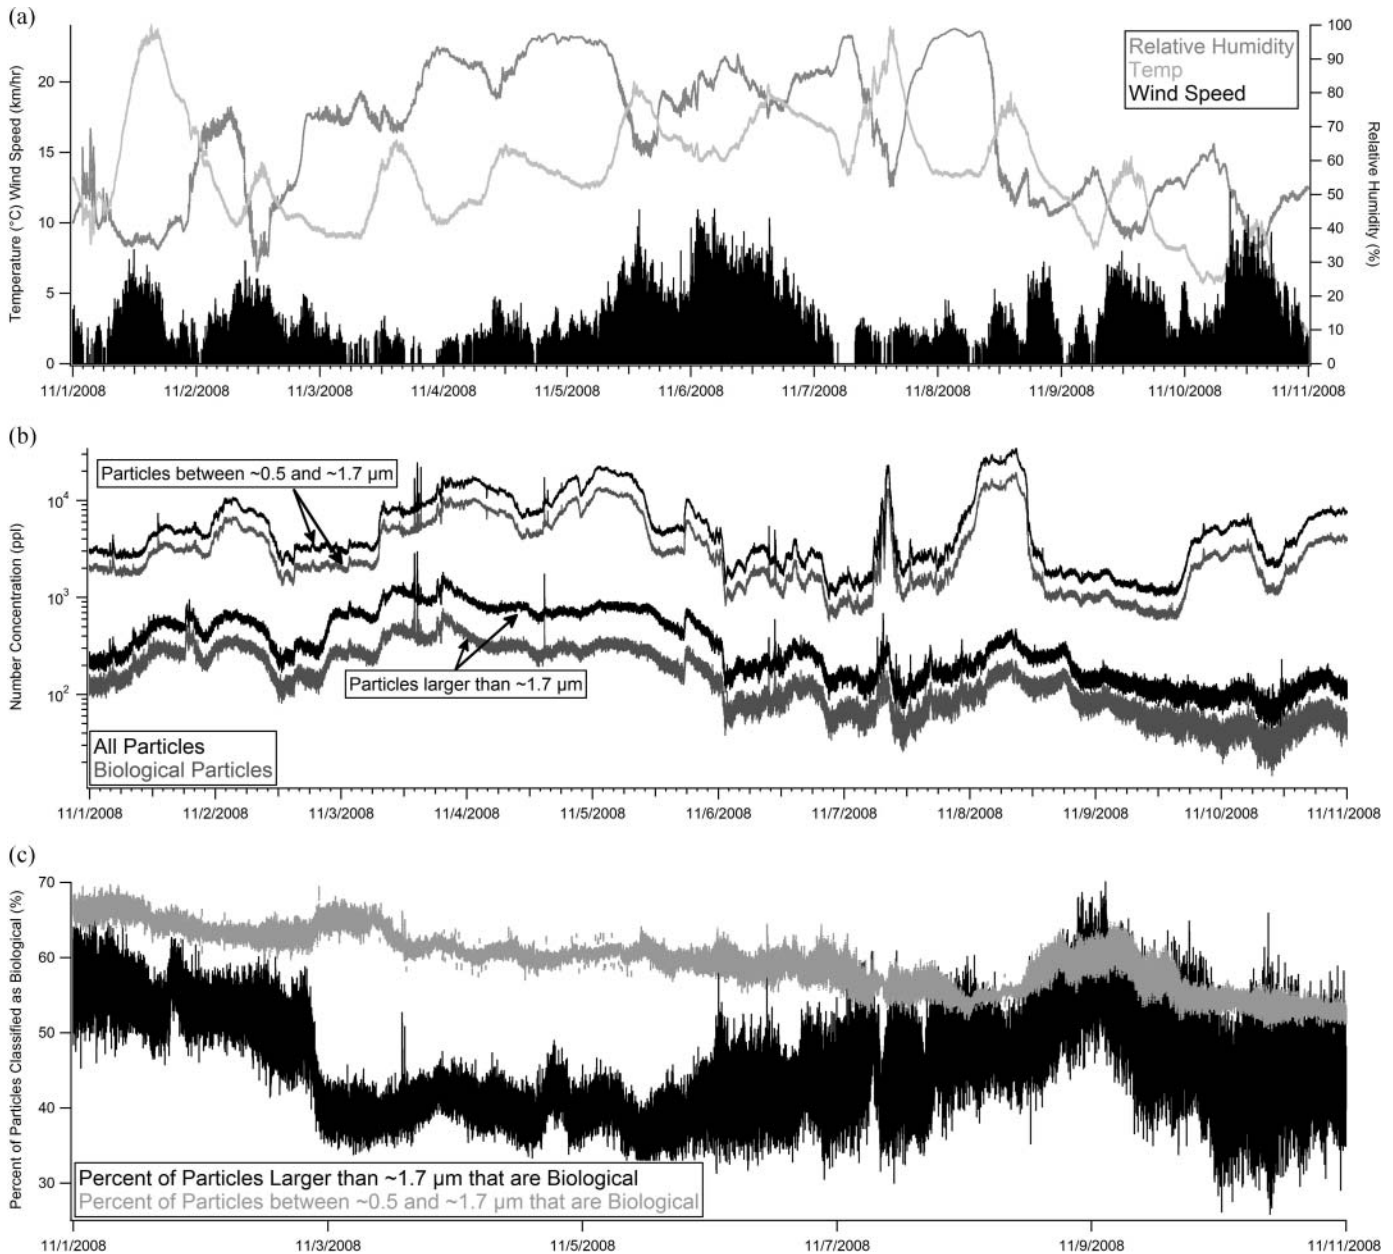 (a)
Temperature (°C) Wind Speed (km/hr)
20
15
10
5
0
Relative Humidity
Temp
Wind Speed
100
90
80
70
60
50
40
30
20
10
0
Relative Humidity (%)
11/1/2008 11/2/2008 11/3/2008 11/4/2008 11/5/2008 11/6/2008 11/7/2008 11/8/2008 11/9/2008 11/10/2008 11/11/2008
(b)
Number Concentration (ppl)
10^4
10^3
10^2
Particles between ~0.5 and ~1.7 µm
Particles larger than ~1.7 µm
All Particles
Biological Particles
11/1/2008 11/2/2008 11/3/2008 11/4/2008 11/5/2008 11/6/2008 11/7/2008 11/8/2008 11/9/2008 11/10/2008 11/11/2008
(c)
Percent of Particles Classified as Biological (%)
70
60
50
40
30
Percent of Particles Larger than ~1.7 µm that are Biological
Percent of Particles between ~0.5 and ~1.7 µm that are Biological
11/1/2008 11/3/2008 11/5/2008 11/7/2008 11/9/2008 11/11/2008